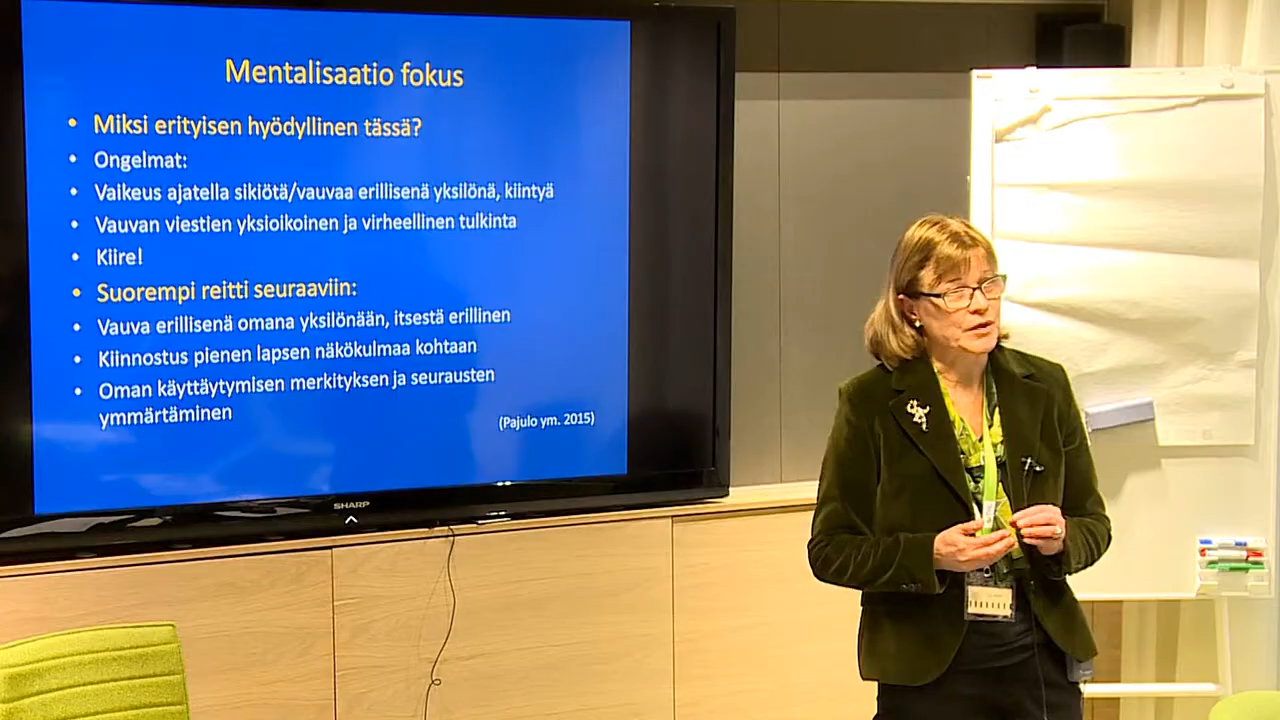 Mentalisaatio fokus
• Miksi erityisen hyödyllinen tässä?
• Ongelmat:
• Vaikeus ajatella sikiötä/vauvaa erillisenä yksilönä, kiintyä
• Vauvan viestien yksioikoinen ja virheellinen tulkinta
• Kiire!
• Suorempi reitti seuraaviin:
• Vauva erillisenä omana yksilönään, itsestä erillinen
• Kiinnostus pienen lapsen näkökulmaa kohtaan
• Oman käyttäytymisen merkityksen ja seurausten
ymmärtäminen
(Pajulo ym. 2015)
SHARP